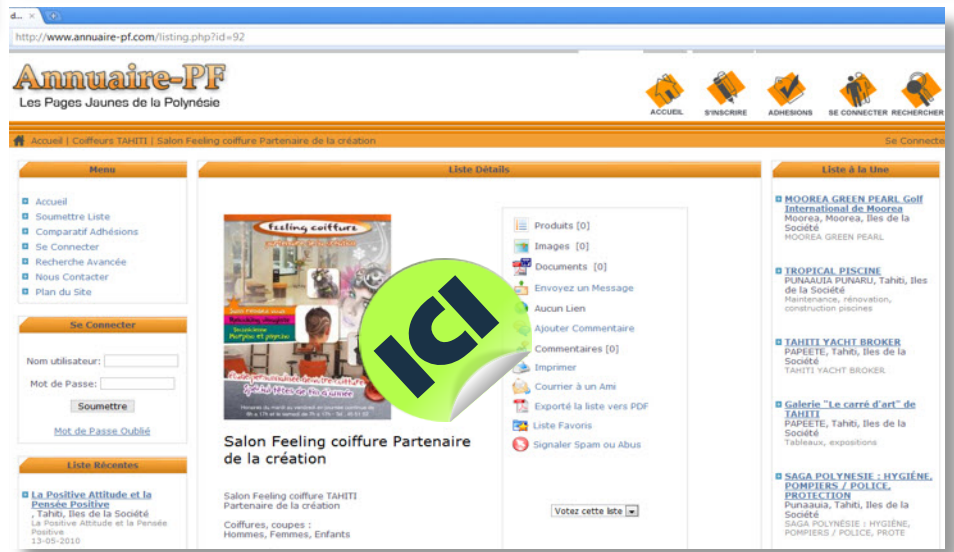 d...
http://www.annuaire-pf.com/listing.php?id=92
Annuaire-PF
Les Pages Jaunes de la Polynésie
ACCUEIL
S'INSCRIRE
ADHESIONS
SE CONNECTER
RECHERCHER
Accueil | Coiffeurs TAHITI | Salon Feeling coiffure Partenaire de la création
Se Connecte
Menu
Accueil
Soumettre Liste
Comparatif Adhésions
Se Connecter
Recherche Avancée
Nous Contacter
Plan du Site
Se Connecter
Nom utilisateur:
Mot de Passe:
Soumettre
Mot de Passe Oublié
Liste Récentes
La Positive Attitude et la
Pensée Positive
, Tahiti, Iles de la Société
La Positive Attitude et la Pensée
Positive
13-05-2010
Liste Détails
Feeling coiffure
partenaire de la création
Spécial fêtes de fin d'année
Salon Feeling coiffure Partenaire
de la création
Salon Feeling coiffure TAHITI
Partenaire de la création
Coiffures, coupes :
Hommes, Femmes, Enfants
ICI
Produits [0]
Images [0]
Documents [0]
Envoyez un Message
Aucun Lien
Ajouter Commentaire
Commentaires [0]
Imprimer
Courrier à un Ami
Exporté la liste vers PDF
Liste Favoris
Signaler Spam ou Abus
Votez cette liste
Liste à la Une
MOOREA GREEN PEARL Golf
International de Moorea
Moorea, Moorea, Iles de la
Société
MOOREA GREEN PEARL
TROPICAL PISCINE
PUNAAUIA PUNARU, Tahiti, Iles
de la Société
Maintenance, rénovation,
construction piscines
TAHITI YACHT BROKER
PAPEETE, Tahiti, Iles de la
Société
TAHITI YACHT BROKER
Galerie "Le carré d'art" de
TAHITI
PAPEETE, Tahiti, Iles de la
Société
Tableaux, expositions
SAGA POLYNESIE : HYGIÉNE,
POMPIERS / POLICE,
PROTECTION
Punaauia, Tahiti, Iles de la
Société
SAGA POLYNÉSIE : HYGIÉNE,
POMPIERS / POLICE, PROTE